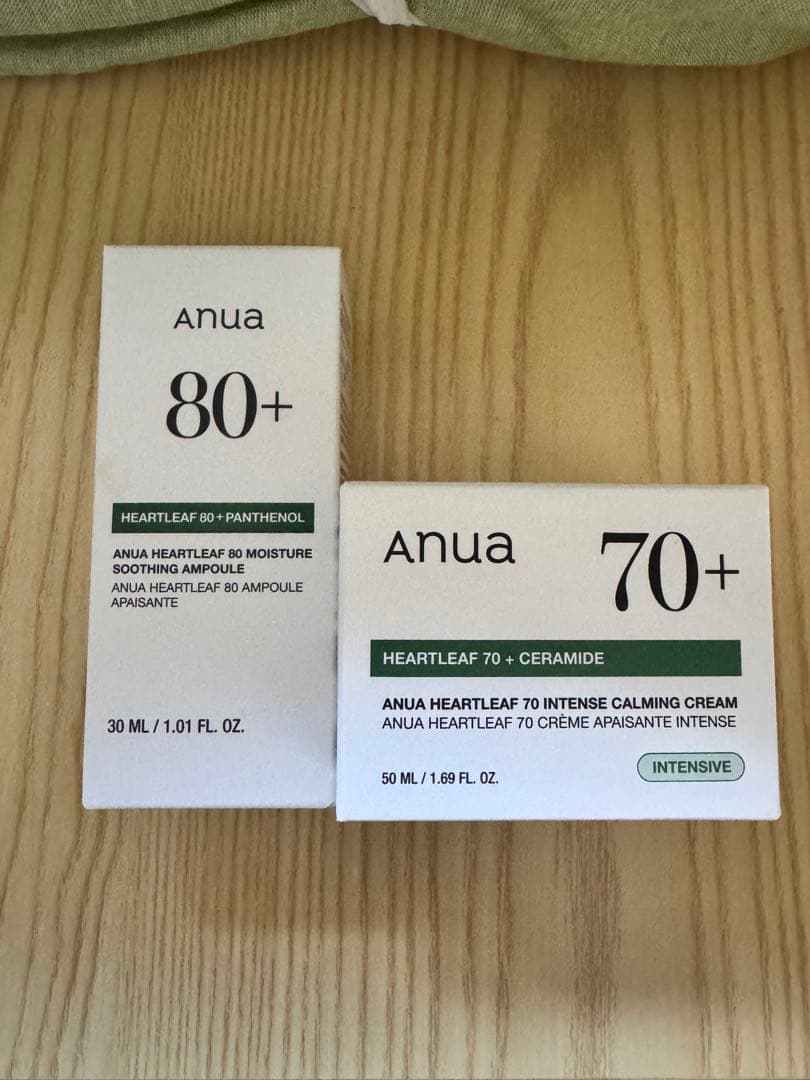 Anua
80+
HEARTLEAF 80 + PANTHENOL
ANUA HEARTLEAF 80 MOISTURE
SOOTHING AMPOULE
ANUA HEARTLEAF 80 AMPOULE
APAISANTE
30 ML / 1.01 FL. OZ.
Anua
70+
HEARTLEAF 70 + CERAMIDE
ANUA HEARTLEAF 70 INTENSE CALMING CREAM
ANUA HEARTLEAF 70 CRÈME APAISANTE INTENSE
50 ML / 1.69 FL. OZ.
INTENSIVE